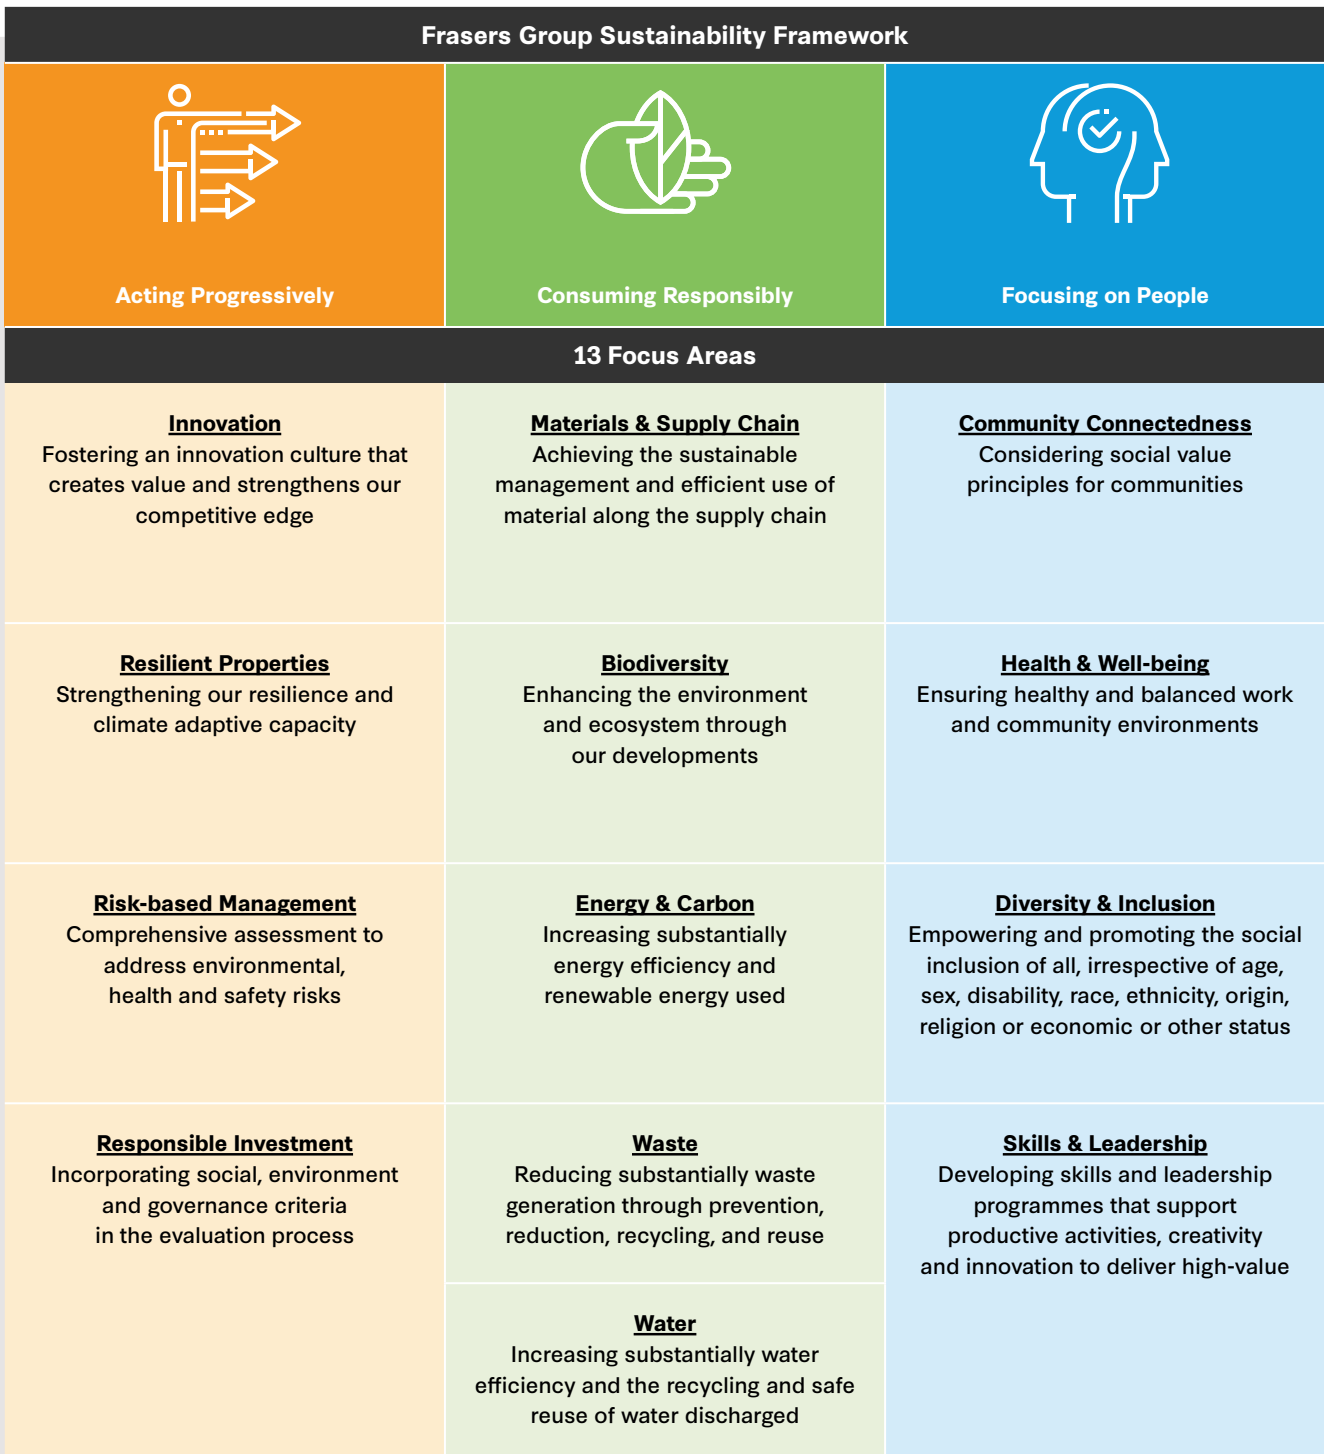 Frasers Group Sustainability Framework
Acting Progressively
Consuming Responsibly
Focusing on People
13 Focus Areas
Innovation
Fostering an innovation culture that
creates value and strengthens our
competitive edge
Materials & Supply Chain
Achieving the sustainable
management and efficient use of
material along the supply chain
Community Connectedness
Considering social value
principles for communities
Resilient Properties
Strengthening our resilience and
climate adaptive capacity
Biodiversity
Enhancing the environment
and ecosystem through
our developments
Health & Well-being
Ensuring healthy and balanced work
and community environments
Risk-based Management
Comprehensive assessment to
address environmental,
health and safety risks
Energy & Carbon
Increasing substantially
energy efficiency and
renewable energy used
Diversity & Inclusion
Empowering and promoting the social
inclusion of all, irrespective of age,
sex, disability, race, ethnicity, origin,
religion or economic or other status
Responsible Investment
Incorporating social, environment
and governance criteria
in the evaluation process
Waste
Reducing substantially waste
generation through prevention,
reduction, recycling, and reuse
Skills & Leadership
Developing skills and leadership
programmes that support
productive activities, creativity
and innovation to deliver high-value
Water
Increasing substantially water
efficiency and the recycling and safe
reuse of water discharged